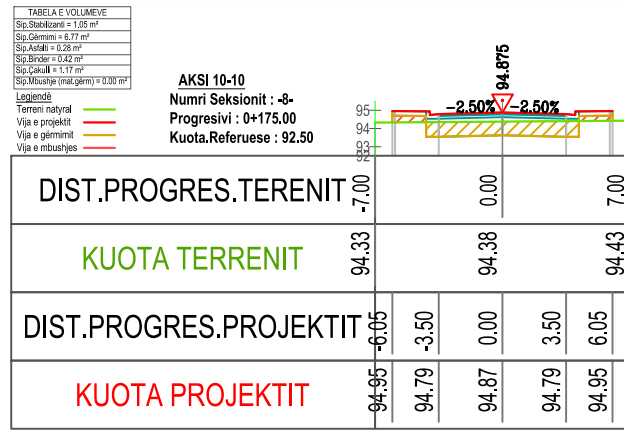 TABELA E VOLUMEVE
Sip.Stabilizanti = 1.05 m²
Sip.Gërmimi = 6.77 m²
Sip.Asfalti = 0.28 m²
Sip.Binder = 0.42 m²
Sip.Çakull = 1.17 m²
Sip.Mbushje (mat.gërm) = 0.00 m²
Legjendë
Terreni natyral
Vija e projektit
Vija e gërmimit
Vija e mbushjes
AKSI 10-10
Numri Seksionit : -8-
Progresivi : 0+175.00
Kuota.Referuese : 92.50
94.875
-2.50% -2.50%
95
94
93
92
DIST.PROGRES.TERENIT -7.00 0.00 7.00
KUOTA TERRENIT 94.33 94.38 94.43
DIST.PROGRES.PROJEKTIT -6.05 -3.50 0.00 3.50 6.05
KUOTA PROJEKTIT 94.95 94.79 94.87 94.79 94.95